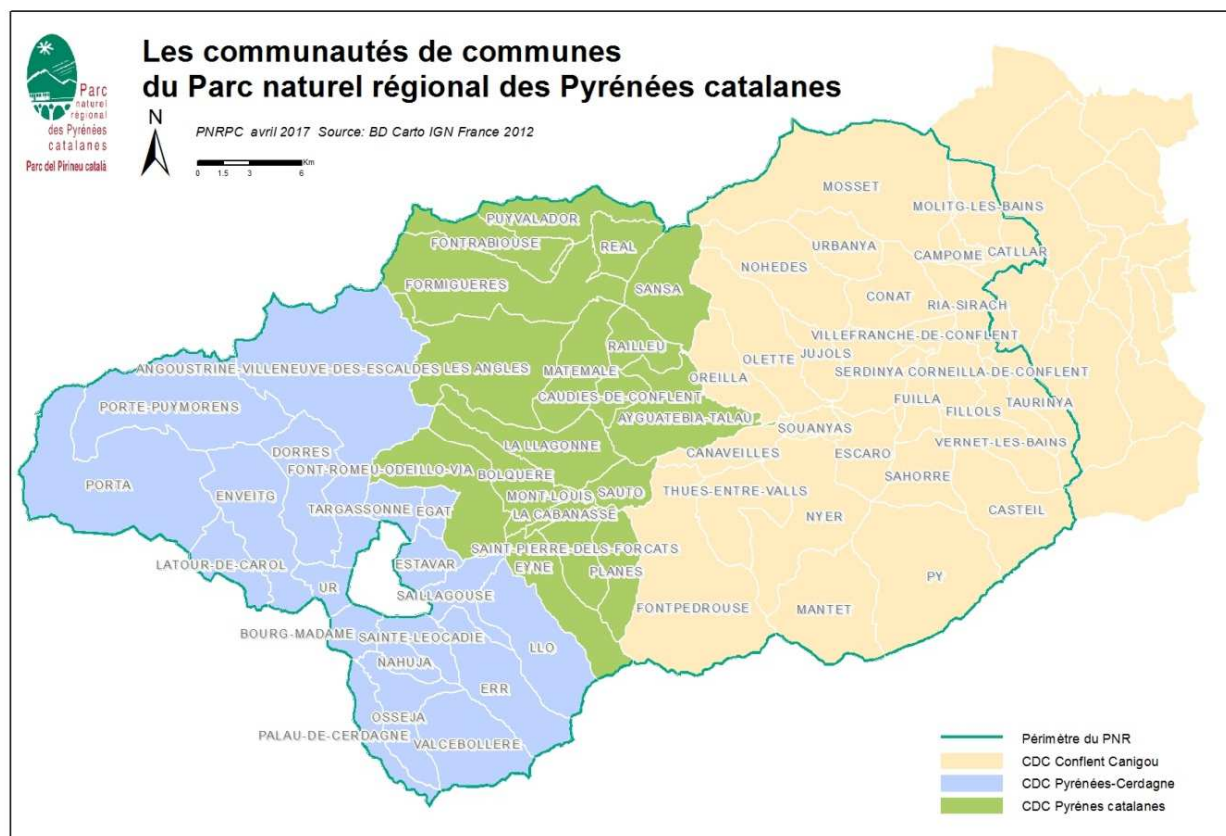 Parc
naturel
régional
des Pyrénées
catalanes
Parc del Pirineu català
Les communautés de communes
du Parc naturel régional des Pyrénées catalanes
N
PNRPC avril 2017 Source: BD Carto IGN France 2012
0 1.5 3 6 Km
MOSSET
MOLITG-LES-BAINS
PUYVALADOR
FONTRABIOUSE
REAL
URBANYA
CAMPOME
CATLLAR
NOHEDES
FORMIGUERES
SANSA
CONAT
RIA-SIRACH
VILLEFRANCHE-DE-CONFLENT
RAILLEU
OLETTE
JUJOLS
ANGOUSTRINE-VILLENEUVE-DES-ESCALDES
LES ANGLES
MATEMALE
OREILLA
SERDINYA
CORNEILLA-DE-CONFLENT
CAUDIES-DE-CONFLENT
FUILLA
FILLOLS
TAURINYA
PORTE-PUYMORENS
AYGUATEBIA-TALAU
SOUANYAS
LA LLAGONNE
VERNET-LES-BAINS
DORRES
CANAVEILLES
ESCARO
FONT-ROMEU-ODEILLO-VIA
BOLQUERE
SAHORRE
PORTA
ENVEITG
MONT-LOUIS
SAUTO
THUES-ENTRE-VALLS
TARGASSONNE
EGAT
LA CABANASSE
NYER
CASTEIL
SAINT-PIERRE-DELS-FORCATS
LATOUR-DE-CAROL
ESTAVAR
EYNE
PLANES
PY
UR
SAILLAGOUSE
FONTPEDROUSE
MANTET
BOURG-MADAME
SAINTE-LEOCADIE
LLO
NAHUJA
ERR
OSSEJA
PALAU-DE-CERDAGNE
VALCEBOLLERE
Périmètre du PNR
CDC Conflent Canigou
CDC Pyrénées-Cerdagne
CDC Pyrénes catalanes